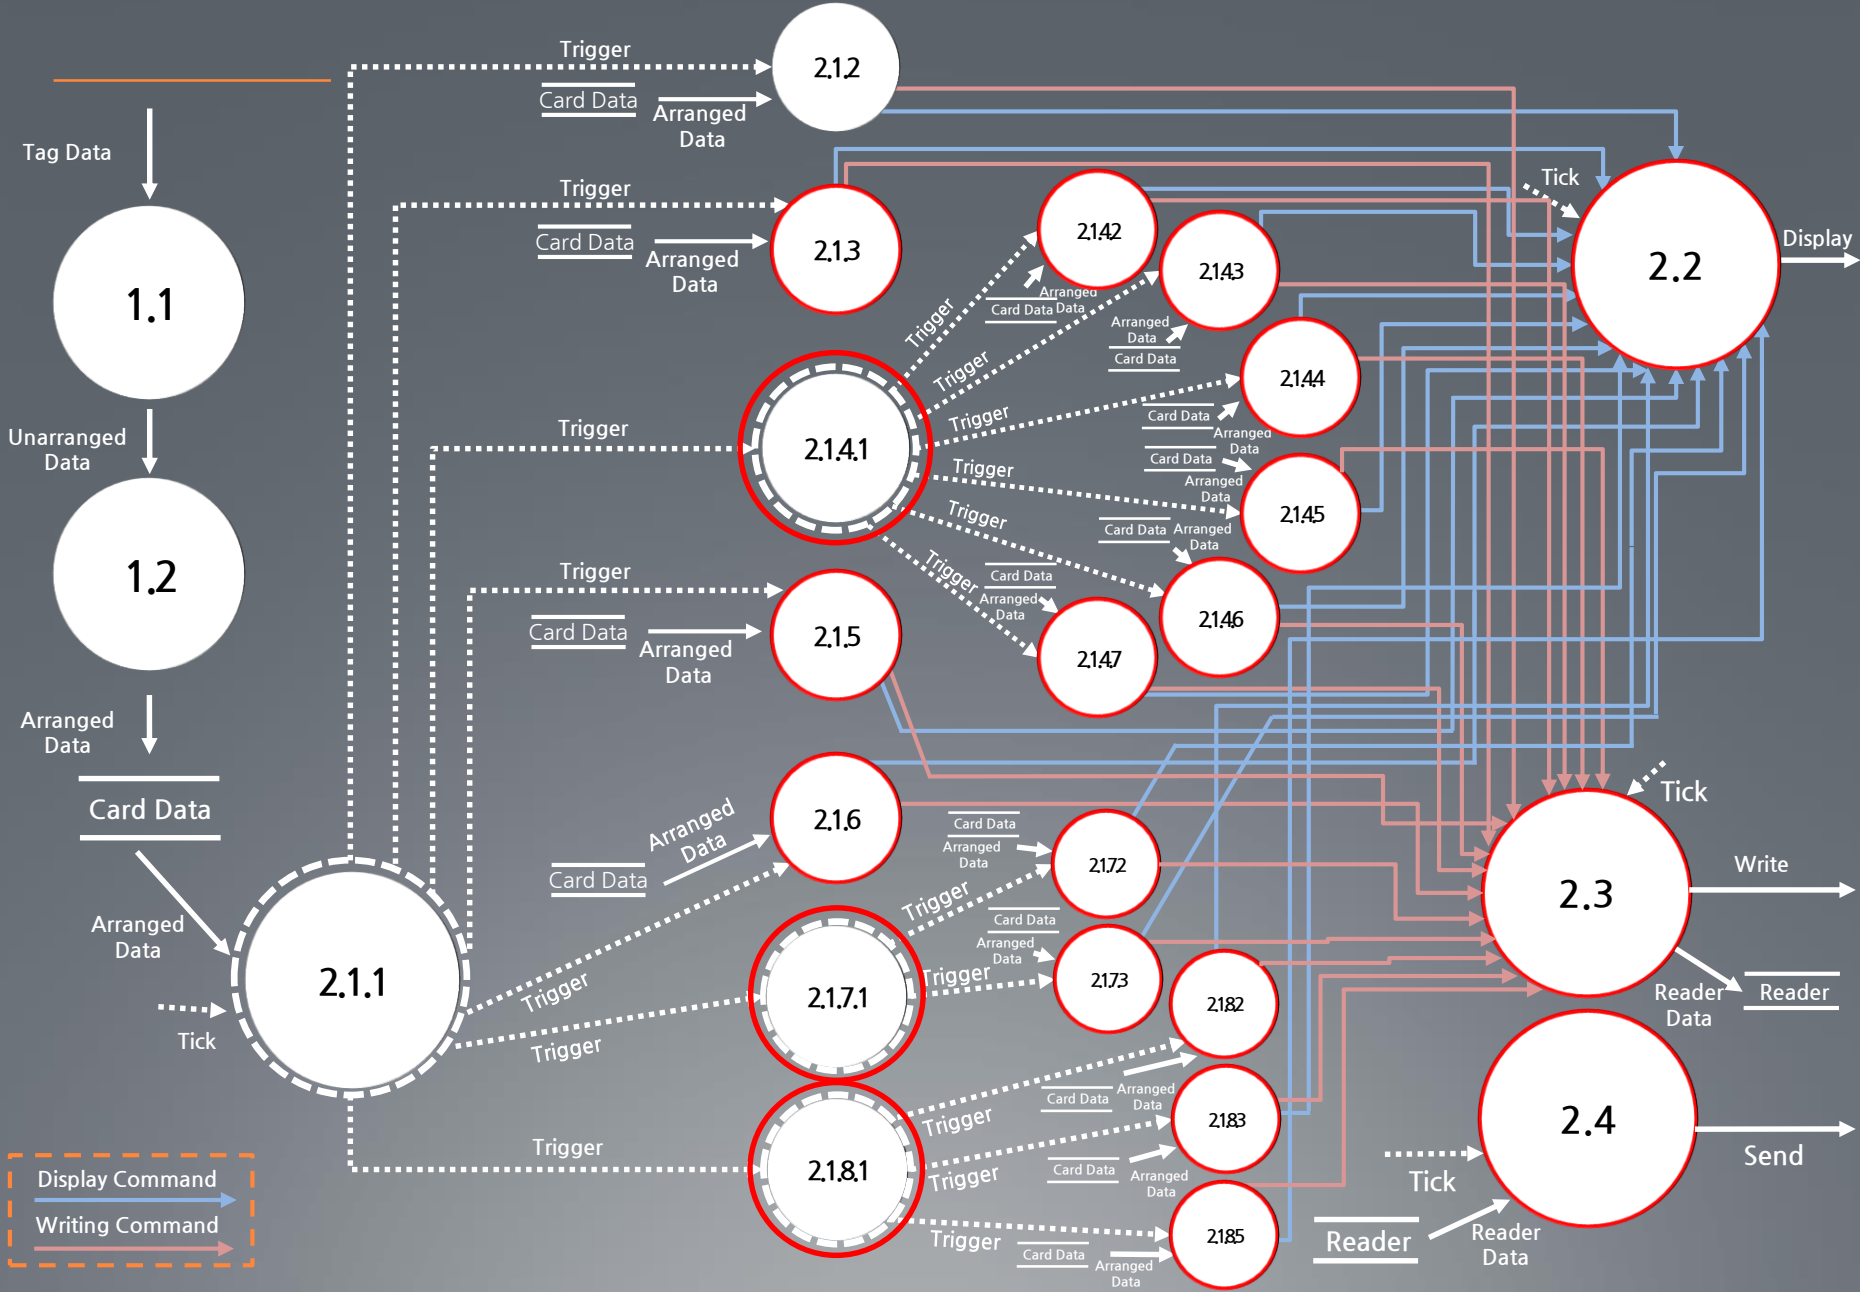 Tag Data
1.1
Unarranged
Data
1.2
Arranged
Data
Card Data
Arranged
Data
Tick
2.1.1
Display Command
Writing Command
Trigger
Card Data
Arranged
Data
2.1.2
Trigger
Card Data
Arranged
Data
2.1.3
Trigger
2.1.4.1
Trigger
Card Data
Arranged
Data
2.1.5
Arranged
Data
Card Data
2.1.6
Trigger
Trigger
2.1.7.1
Trigger
2.1.8.1
Trigger
Arranged
Card Data
Data
2.1.4.2
Trigger
Arranged
Data
Card Data
2.1.4.3
Trigger
Card Data
Arranged
Data
2.1.4.4
Trigger
Card Data
Arranged
Data
2.1.4.5
Trigger
Card Data
Arranged
Data
2.1.4.6
Trigger
Card Data
Arranged
Data
2.1.4.7
Trigger
Card Data
Arranged
Data
2.1.7.2
Trigger
Card Data
Arranged
Data
2.1.7.3
Trigger
Card Data
Arranged
Data
2.1.8.2
Trigger
Card Data
Arranged
Data
2.1.8.3
Trigger
Card Data
Arranged
Data
2.1.8.5
Tick
2.2
Display
Tick
2.3
Write
Reader
Data
Reader
2.4
Tick
Send
Reader
Reader
Data